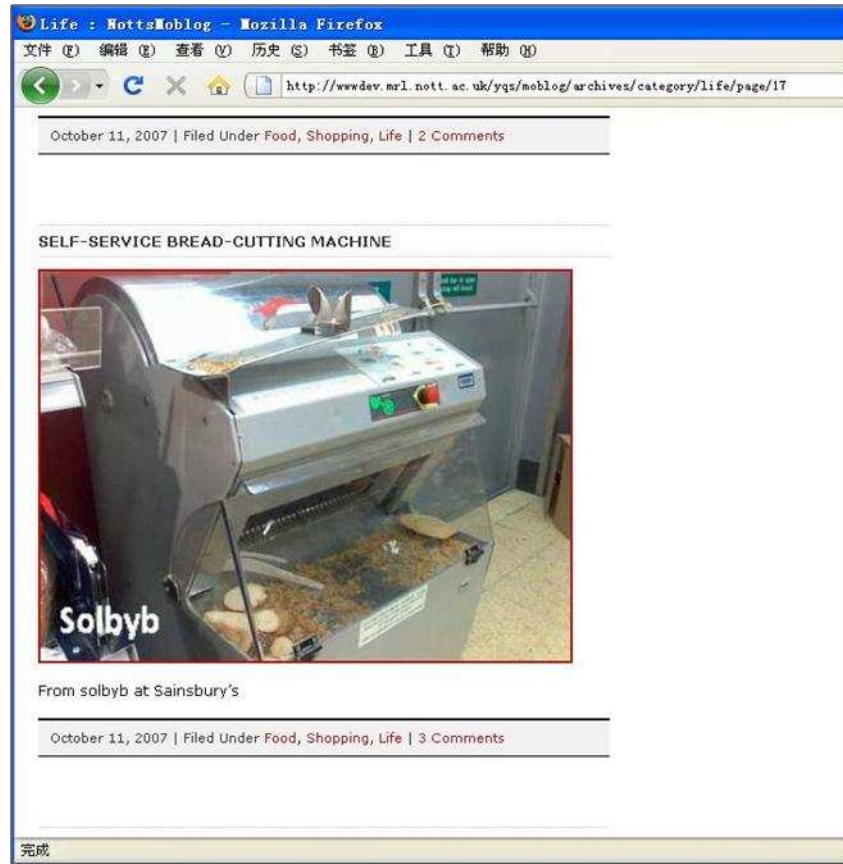 Life : NottsMoblog - Mozilla Firefox
文件 (F) 编辑 (E) 查看 (V) 历史 (S) 书签 (B) 工具 (T) 帮助 (H)
http://wwwdev.mrl.nott.ac.uk/yqs/moblog/archives/category/life/page/17
October 11, 2007 | Filed Under Food, Shopping, Life | 2 Comments
SELF-SERVICE BREAD-CUTTING MACHINE
Solbyb
From solbyb at Sainsbury's
October 11, 2007 | Filed Under Food, Shopping, Life | 3 Comments
完成